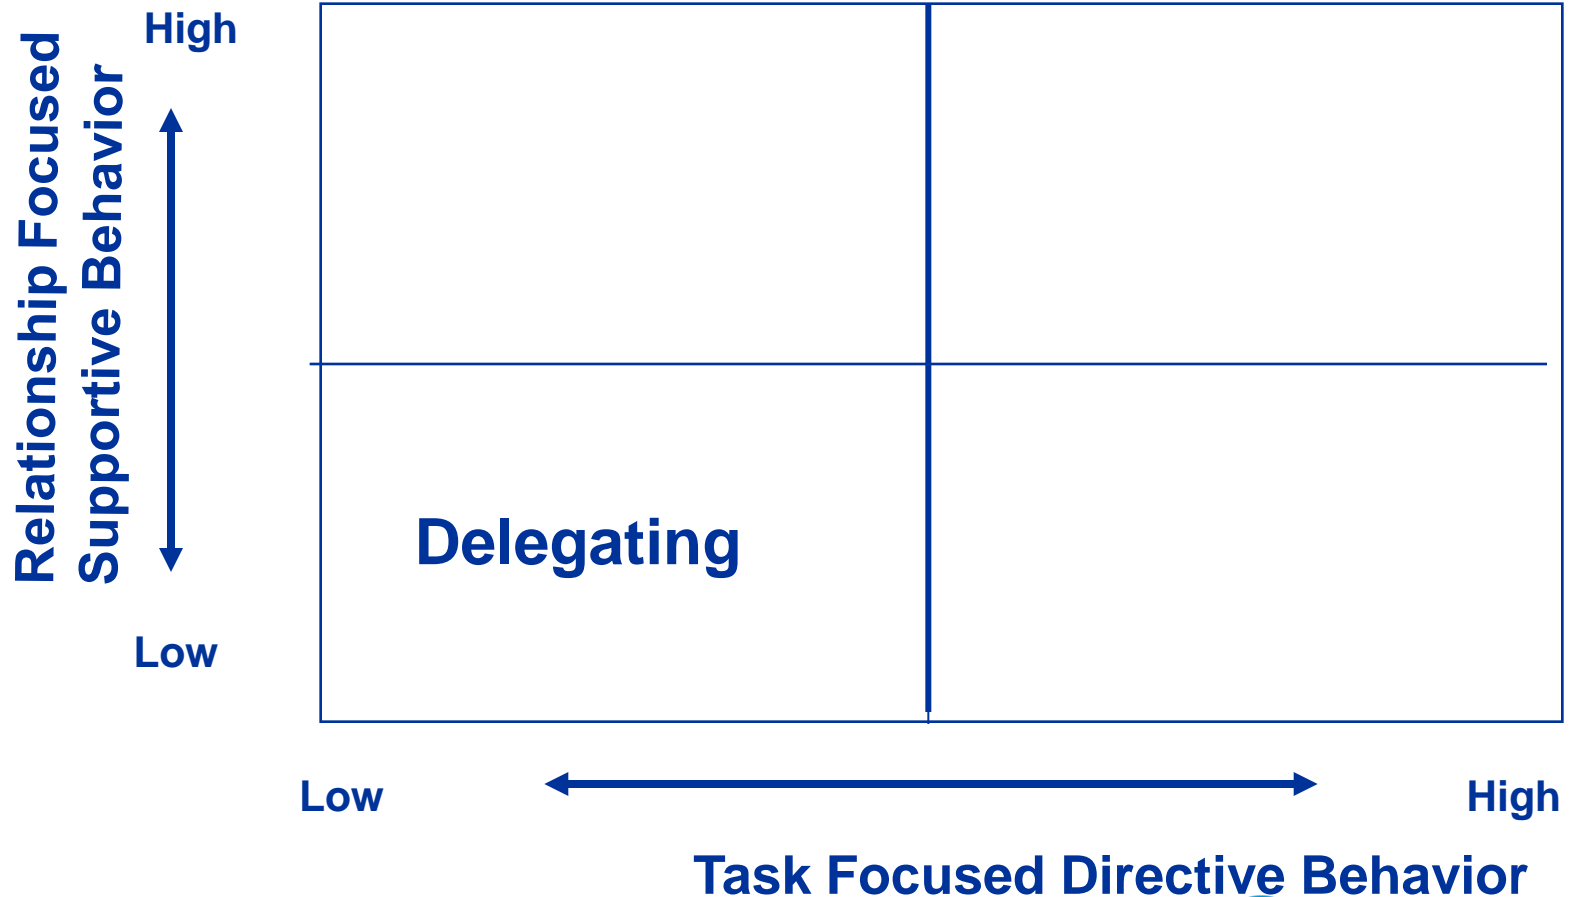 High
Relationship Focused
Supportive Behavior
Delegating
Low
Low
High
Task Focused Directive Behavior